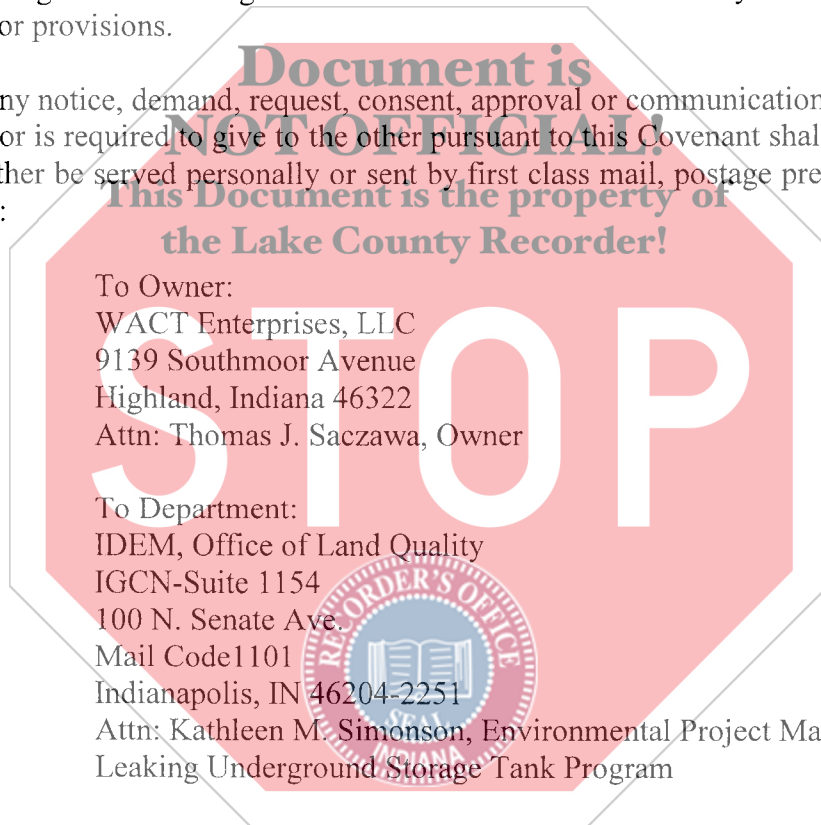 or provisions.
Document is
ny notice, demand, request, consent, approval or communication
NOT OFFICIAL!
or is required to give to the other pursuant to this Covenant shal
ther be served personally or sent by first class mail, postage pre
This Document is the property of
:
the Lake County Recorder!
To Owner:
WACT Enterprises, LLC
9139 Southmoor Avenue
Highland, Indiana 46322
Attn: Thomas J. Saczawa, Owner
STOP
To Department:
IDEM, Office of Land Quality
IGCN-Suite 1154
100 N. Senate Ave.
Mail Code1101
Indianapolis, IN 46204-2251
Attn: Kathleen M. Simonson, Environmental Project Ma
Leaking Underground Storage Tank Program
RECORDER'S OFFICE
SEAL
INDIANA